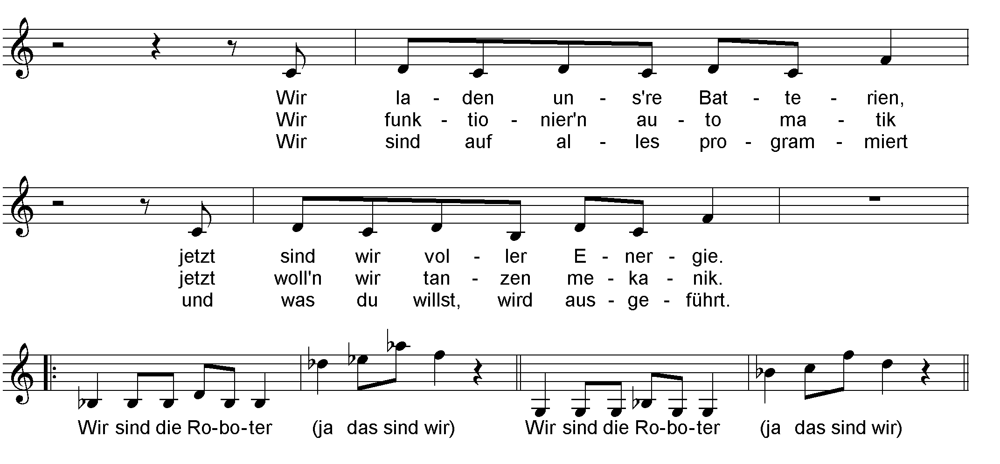 Wir la - den un - s're Bat - te - rien,
Wir funk - tio - nier'n au - to ma - tik
Wir sind auf al - les pro - gram - miert
jetzt sind wir vol - ler E - ner - gie.
jetzt woll'n wir tan - zen me - ka - nik.
und was du willst, wird aus - ge - führt.
Wir sind die Ro-bo-ter (ja das sind wir) Wir sind die Ro-bo-ter (ja das sind wir)